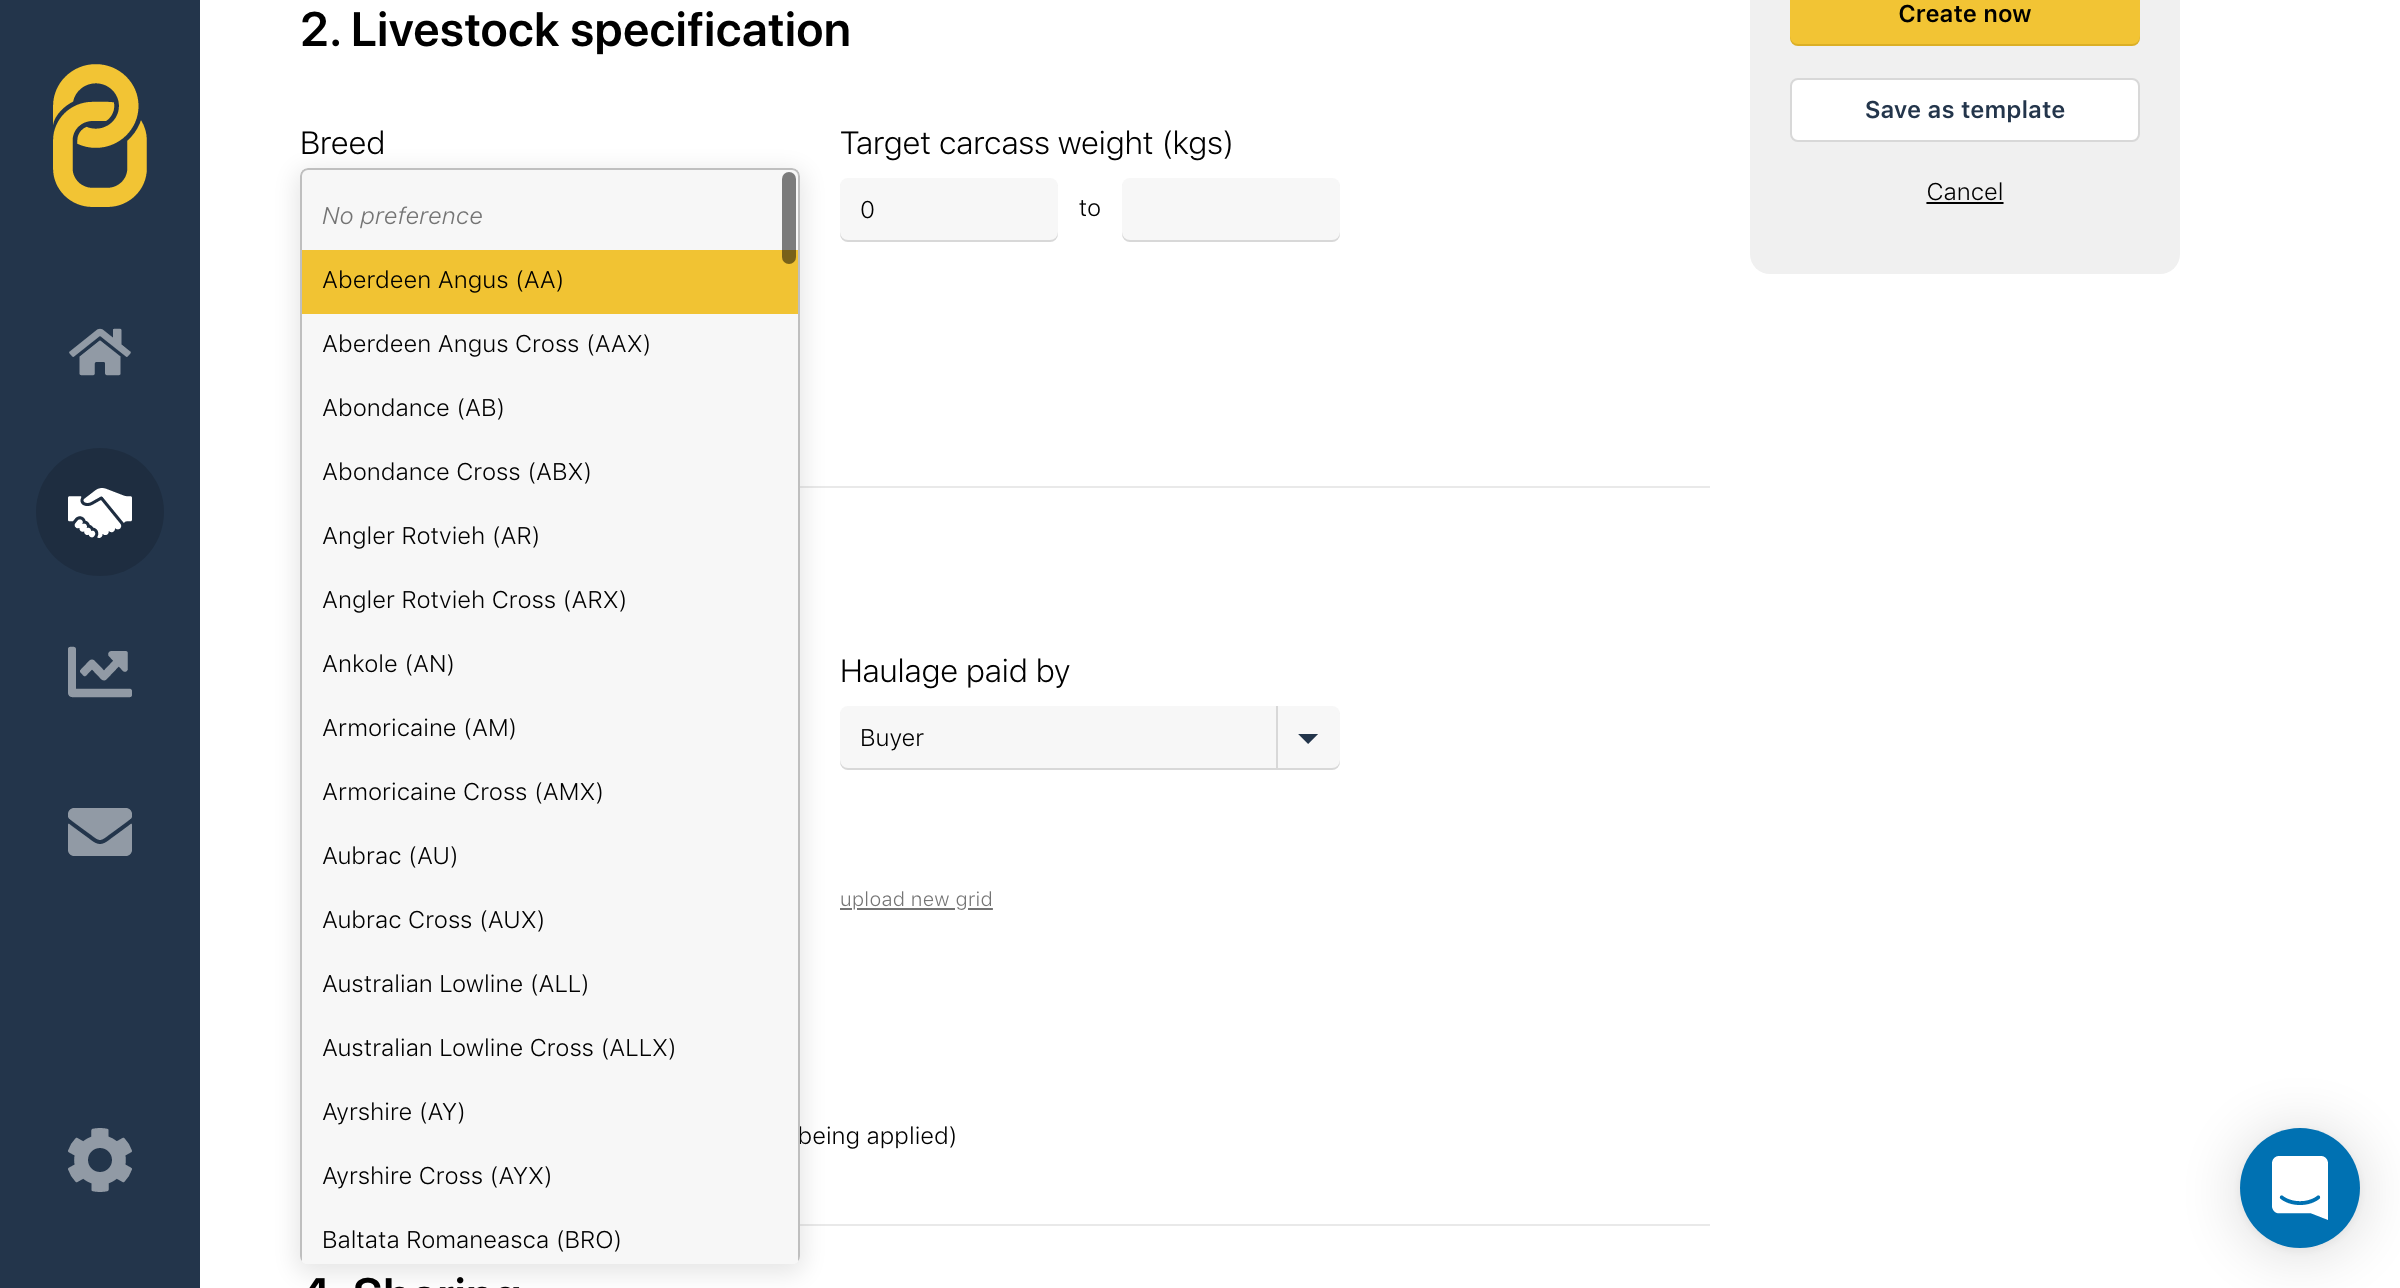 2. Livestock specification
Breed
No preference
Aberdeen Angus (AA)
Aberdeen Angus Cross (AAX)
Abondance (AB)
Abondance Cross (ABX)
Angler Rotvieh (AR)
Angler Rotvieh Cross (ARX)
Ankole (AN)
Armoricaine (AM)
Armoricaine Cross (AMX)
Aubrac (AU)
Aubrac Cross (AUX)
Australian Lowline (ALL)
Australian Lowline Cross (ALLX)
Ayrshire (AY)
Ayrshire Cross (AYX)
Baltata Romaneasca (BRO)
Target carcass weight (kgs)
0 to
Haulage paid by
Buyer
upload new grid
being applied)
4. Sharing
Create now
Save as template
Cancel